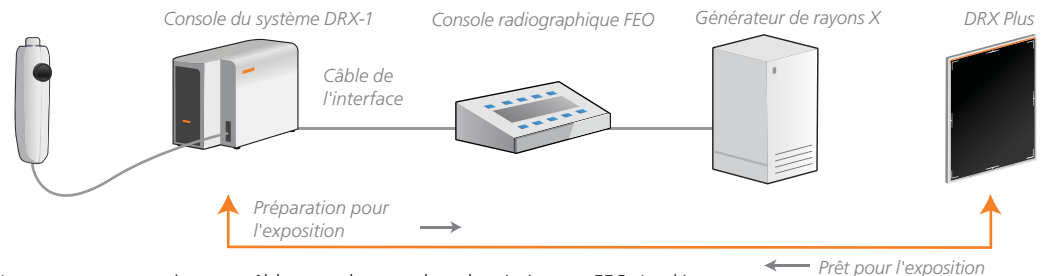 Console du système DRX-1
Console radiographique FEO
Générateur de rayons X
DRX Plus
Câble de
l'interface
Préparation pour
l'exposition
Prêt pour l'exposition